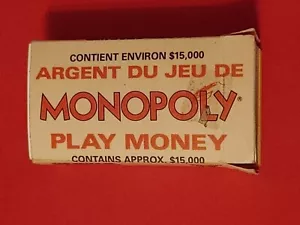 CONTIENT ENVIRON $15,000
ARGENT DU JEU DE
MONOPOLY®
PLAY MONEY
CONTAINS APPROX. $15,000